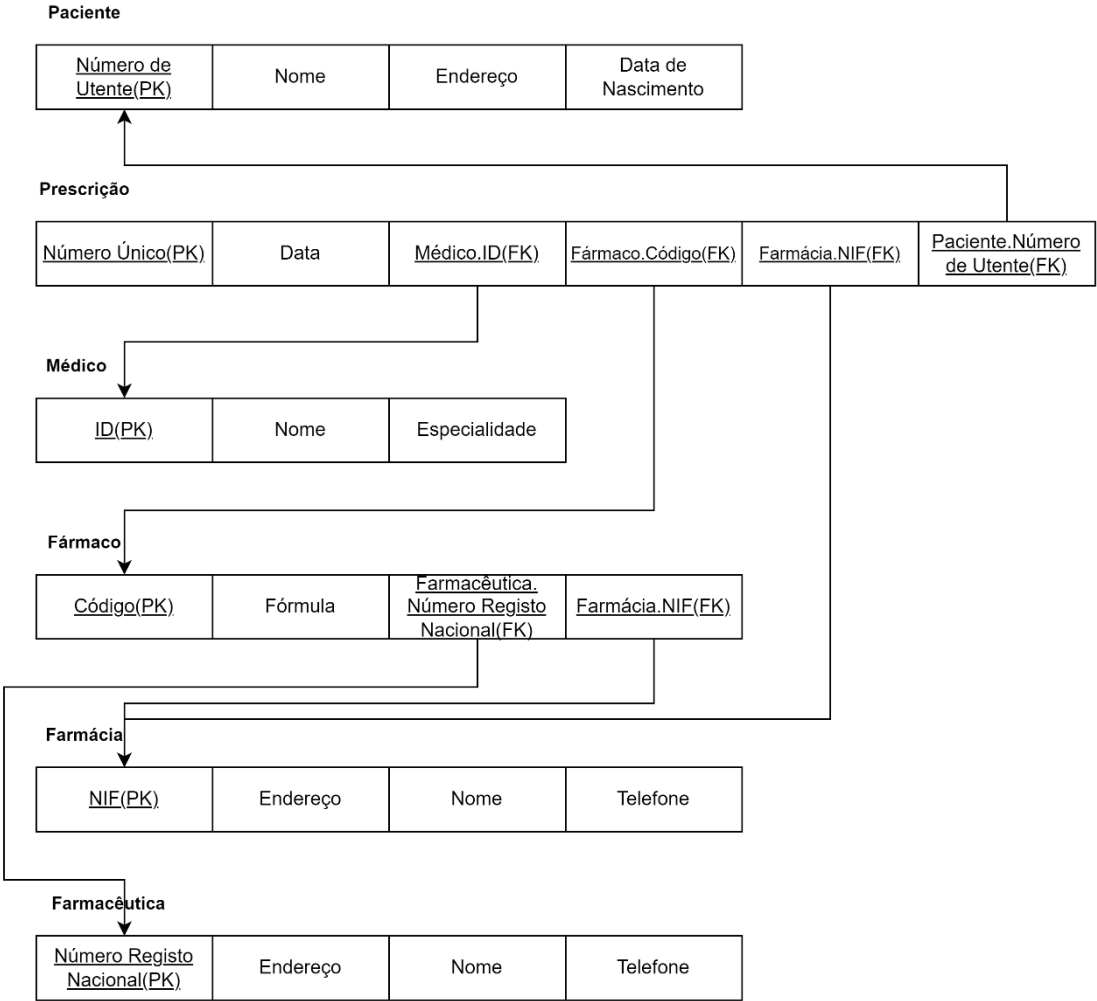 Paciente
Número de
Utente(PK)
Nome
Endereço
Data de
Nascimento
Prescrição
Número Único(PK)
Data
Médico.ID(FK)
Fármaco.Código(FK)
Farmácia.NIF(FK)
Paciente.Número
de Utente(FK)
Médico
ID(PK)
Nome
Especialidade
Fármaco
Código(PK)
Fórmula
Farmacêutica.
Número Registo
Nacional(FK)
Farmácia.NIF(FK)
Farmácia
NIF(PK)
Endereço
Nome
Telefone
Farmacêutica
Número Registo
Nacional(PK)
Endereço
Nome
Telefone